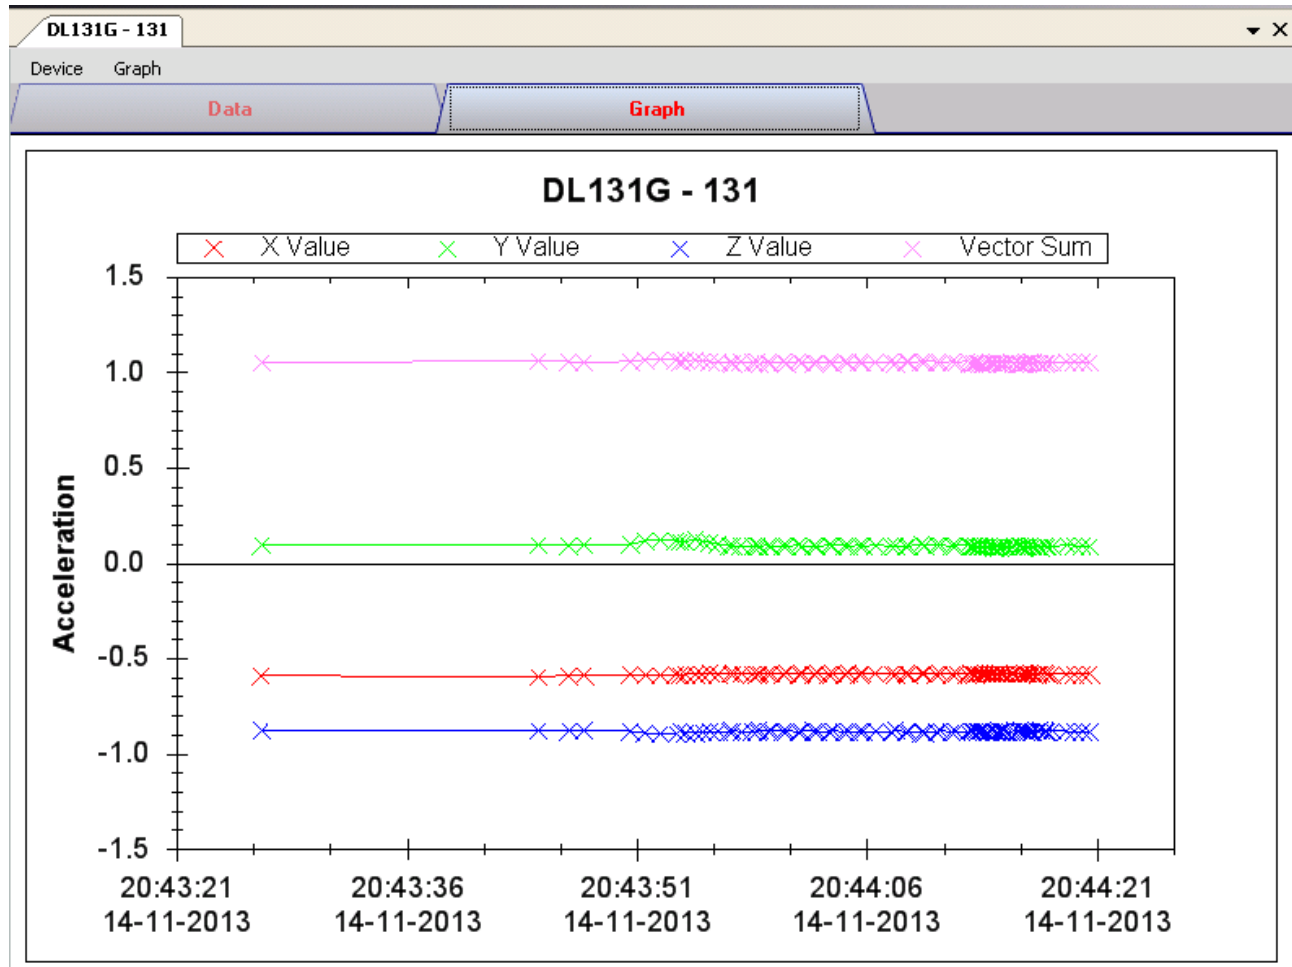 DL131G - 131
Device Graph
Data Graph
DL131G - 131
X Value Y Value Z Value Vector Sum
1.5
1.0
0.5
0.0
-0.5
-1.0
-1.5
Acceleration
20:43:21 20:43:36 20:43:51 20:44:06 20:44:21
14-11-2013 14-11-2013 14-11-2013 14-11-2013 14-11-2013